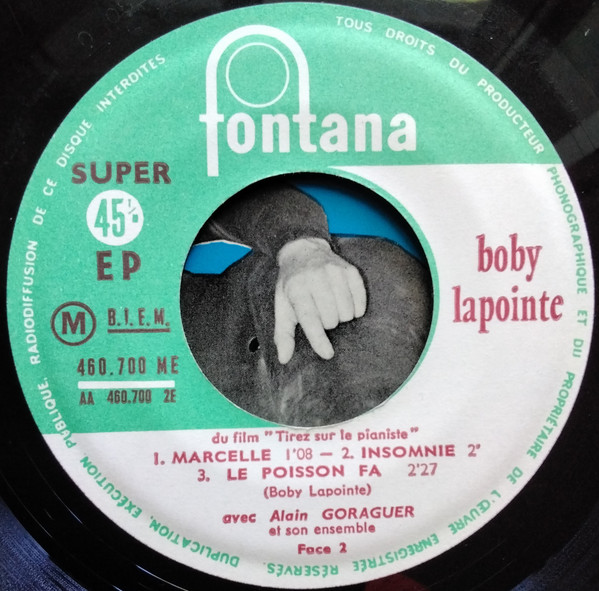 TOUS DROITS DU PRODUCTEUR PHONOGRAPHIQUE ET DU PROPRIÉTAIRE DE L'ŒUVRE ENREGISTRÉE RÉSERVÉS. DUPLICATION, EXÉCUTION PUBLIQUE, RADIODIFFUSION DE CE DISQUE INTERDITES
fontana
SUPER
45 t/m
EP
boby
lapointe
M B.I.E.M.
460.700 ME
AA 460.700 2E
du film "Tirez sur le pianiste"
1. MARCELLE 1'08 — 2. INSOMNIE 2'
3. LE POISSON FA 2'27
(Boby Lapointe)
avec Alain GORAGUER
et son ensemble
Face 2